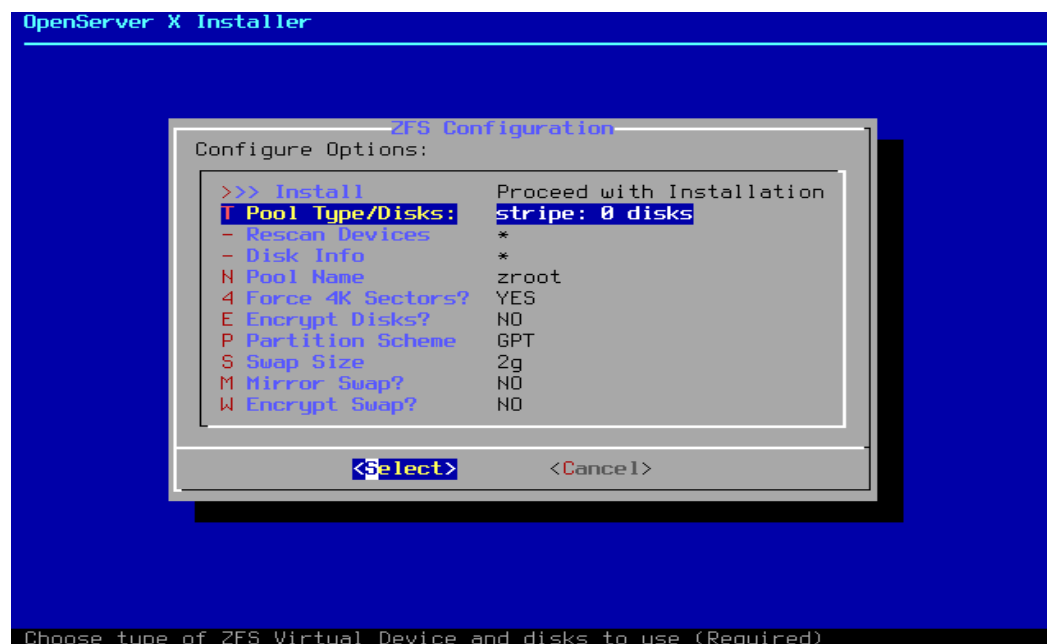 OpenServer X Installer
ZFS Configuration
Configure Options:
>>> Install Proceed with Installation
T Pool Type/Disks: stripe: 0 disks
- Rescan Devices *
- Disk Info *
N Pool Name zroot
4 Force 4K Sectors? YES
E Encrypt Disks? NO
P Partition Scheme GPT
S Swap Size 2g
M Mirror Swap? NO
W Encrypt Swap? NO
<Select> <Cancel>
Choose type of ZFS Virtual Device and disks to use (Required)